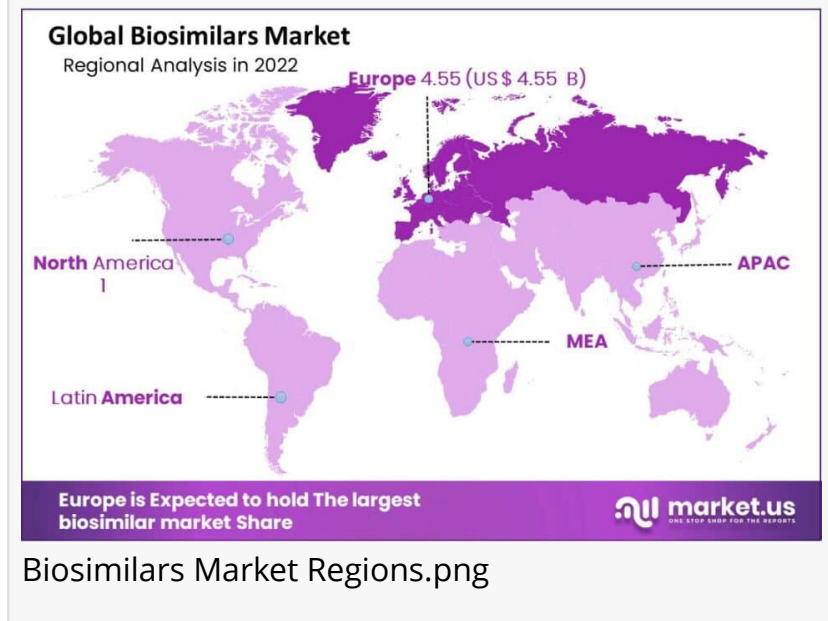 Global Biosimilars Market
Regional Analysis in 2022
Europe 4.55 (US $ 4.55 B)
North America
1
APAC
MEA
Latin America
Europe is Expected to hold The largest
biosimilar market Share
market.us
ONE STOP SHOP FOR THE REPORTS
Biosimilars Market Regions.png